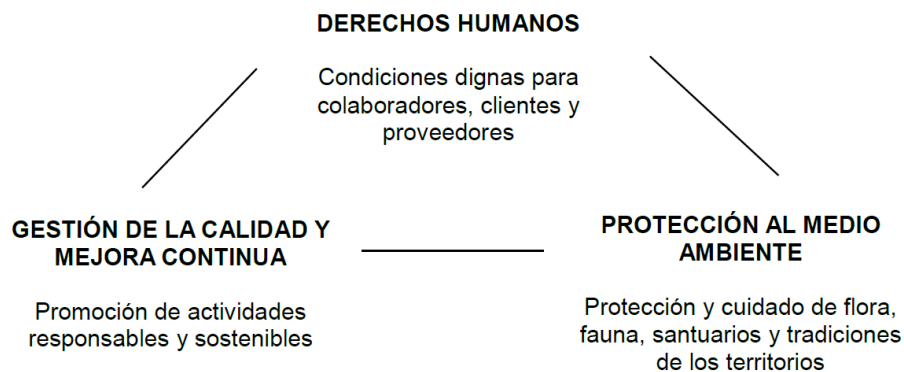 DERECHOS HUMANOS
Condiciones dignas para
colaboradores, clientes y
proveedores
GESTIÓN DE LA CALIDAD Y
MEJORA CONTINUA
Promoción de actividades
responsables y sostenibles
PROTECCIÓN AL MEDIO
AMBIENTE
Protección y cuidado de flora,
fauna, santuarios y tradiciones
de los territorios